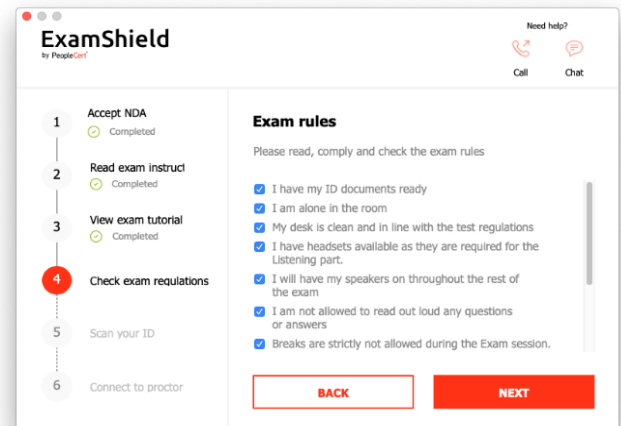 Need help?
ExamShield
by PeopleCert
Call
Chat
1
Accept NDA
Completed
2
Read exam instruct
Completed
3
View exam tutorial
Completed
4
Check exam regulations
5
Scan your ID
6
Connect to proctor
Exam rules
Please read, comply and check the exam rules
I have my ID documents ready
I am alone in the room
My desk is clean and in line with the test regulations
I have headsets available as they are required for the
Listening part.
I will have my speakers on throughout the rest of
the exam
I am not allowed to read out loud any questions
or answers
Breaks are strictly not allowed during the Exam session.
BACK
NEXT